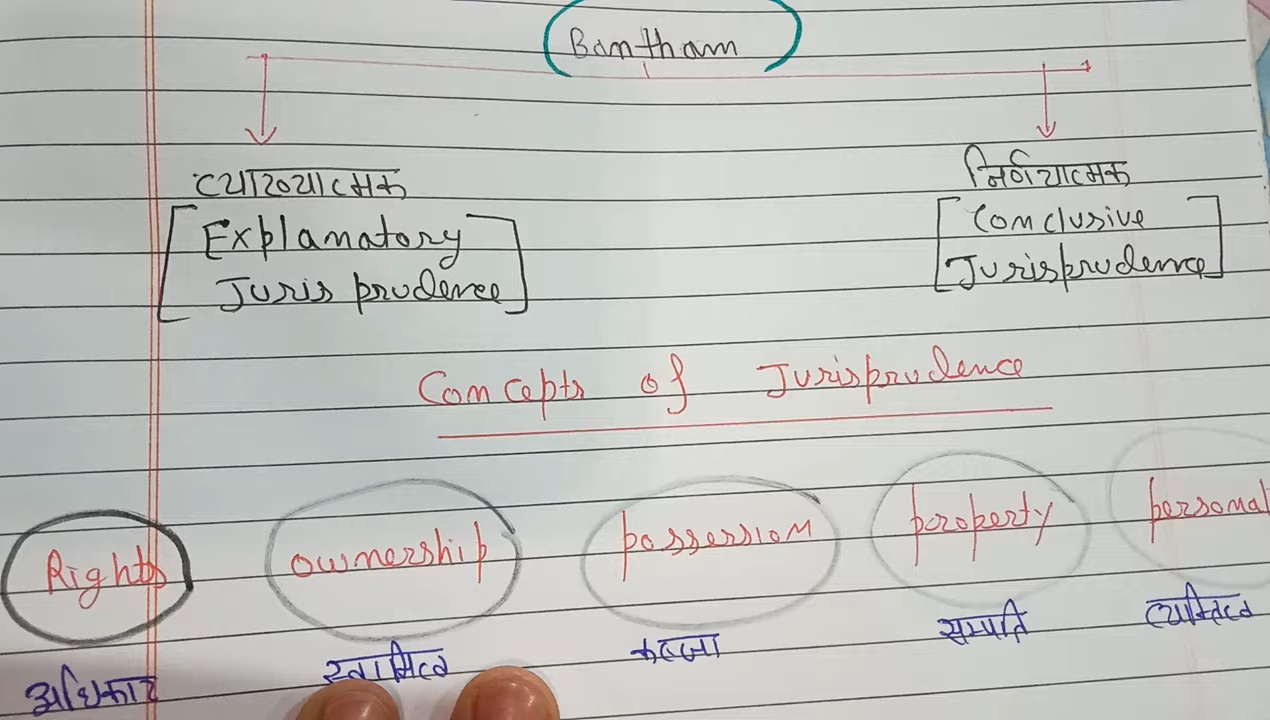 Bantham
व्याख्यात्मक
Explanatory
Jurisprudence
निर्णयात्मक
Conclusive
Jurisprudence
Concepts of Jurisprudence
Rights ownership possession property personal
अधिकार स्वामित्व कब्जा सम्पति व्यक्तित्व